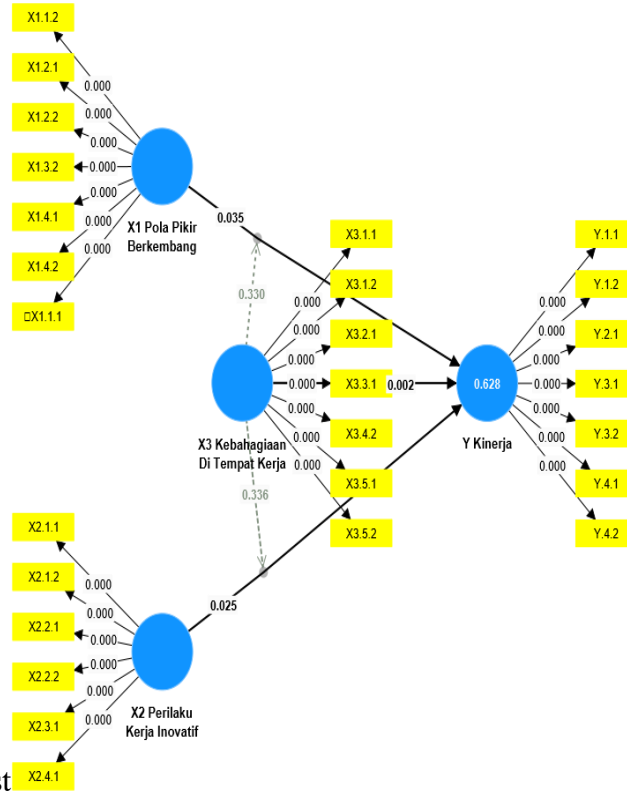 X1.1.2
X1.2.1
X1.2.2
X1.3.2
X1.4.1
X1.4.2
□X1.1.1
0.000
0.000
0.000
0.000
0.000
0.000
0.000
X1 Pola Pikir
Berkembang
0.035
0.330
X3.1.1
X3.1.2
X3.2.1
X3.3.1
X3.4.2
X3.5.1
X3.5.2
0.000
0.000
0.000
0.000
0.000
0.000
0.000
X3 Kebahagiaan
Di Tempat Kerja
0.002
0.336
0.628
Y Kinerja
Y.1.1
Y.1.2
Y.2.1
Y.3.1
Y.3.2
Y.4.1
Y.4.2
0.000
0.000
0.000
0.000
0.000
0.000
0.000
X2.1.1
X2.1.2
X2.2.1
X2.2.2
X2.3.1
X2.4.1
0.000
0.000
0.000
0.000
0.000
0.000
0.025
X2 Perilaku
Kerja Inovatif
st